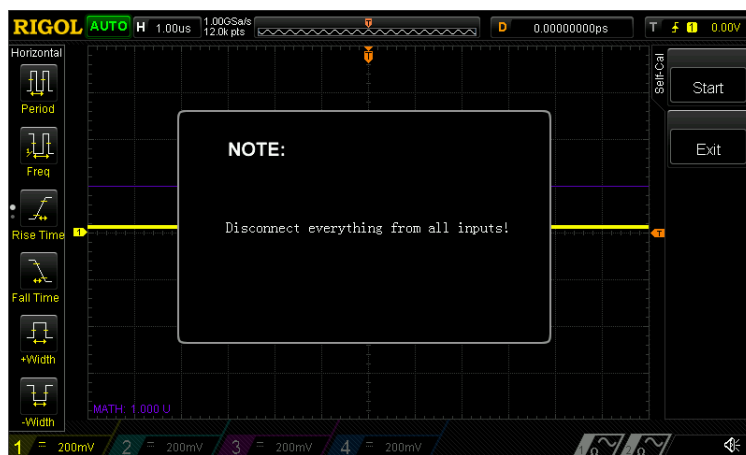 RIGOL AUTO H 1.00us 1.00GSa/s 12.0k pts D 0.00000000ps T 1 0.00V
Horizontal
Period
Freq
Rise Time
Fall Time
+Width
-Width
T
NOTE:
Disconnect everything from all inputs!
1
T
MATH: 1.000 U
Self-Cal
Start
Exit
1 = 200mV 2 = 200mV 3 = 200mV 4 = 200mV